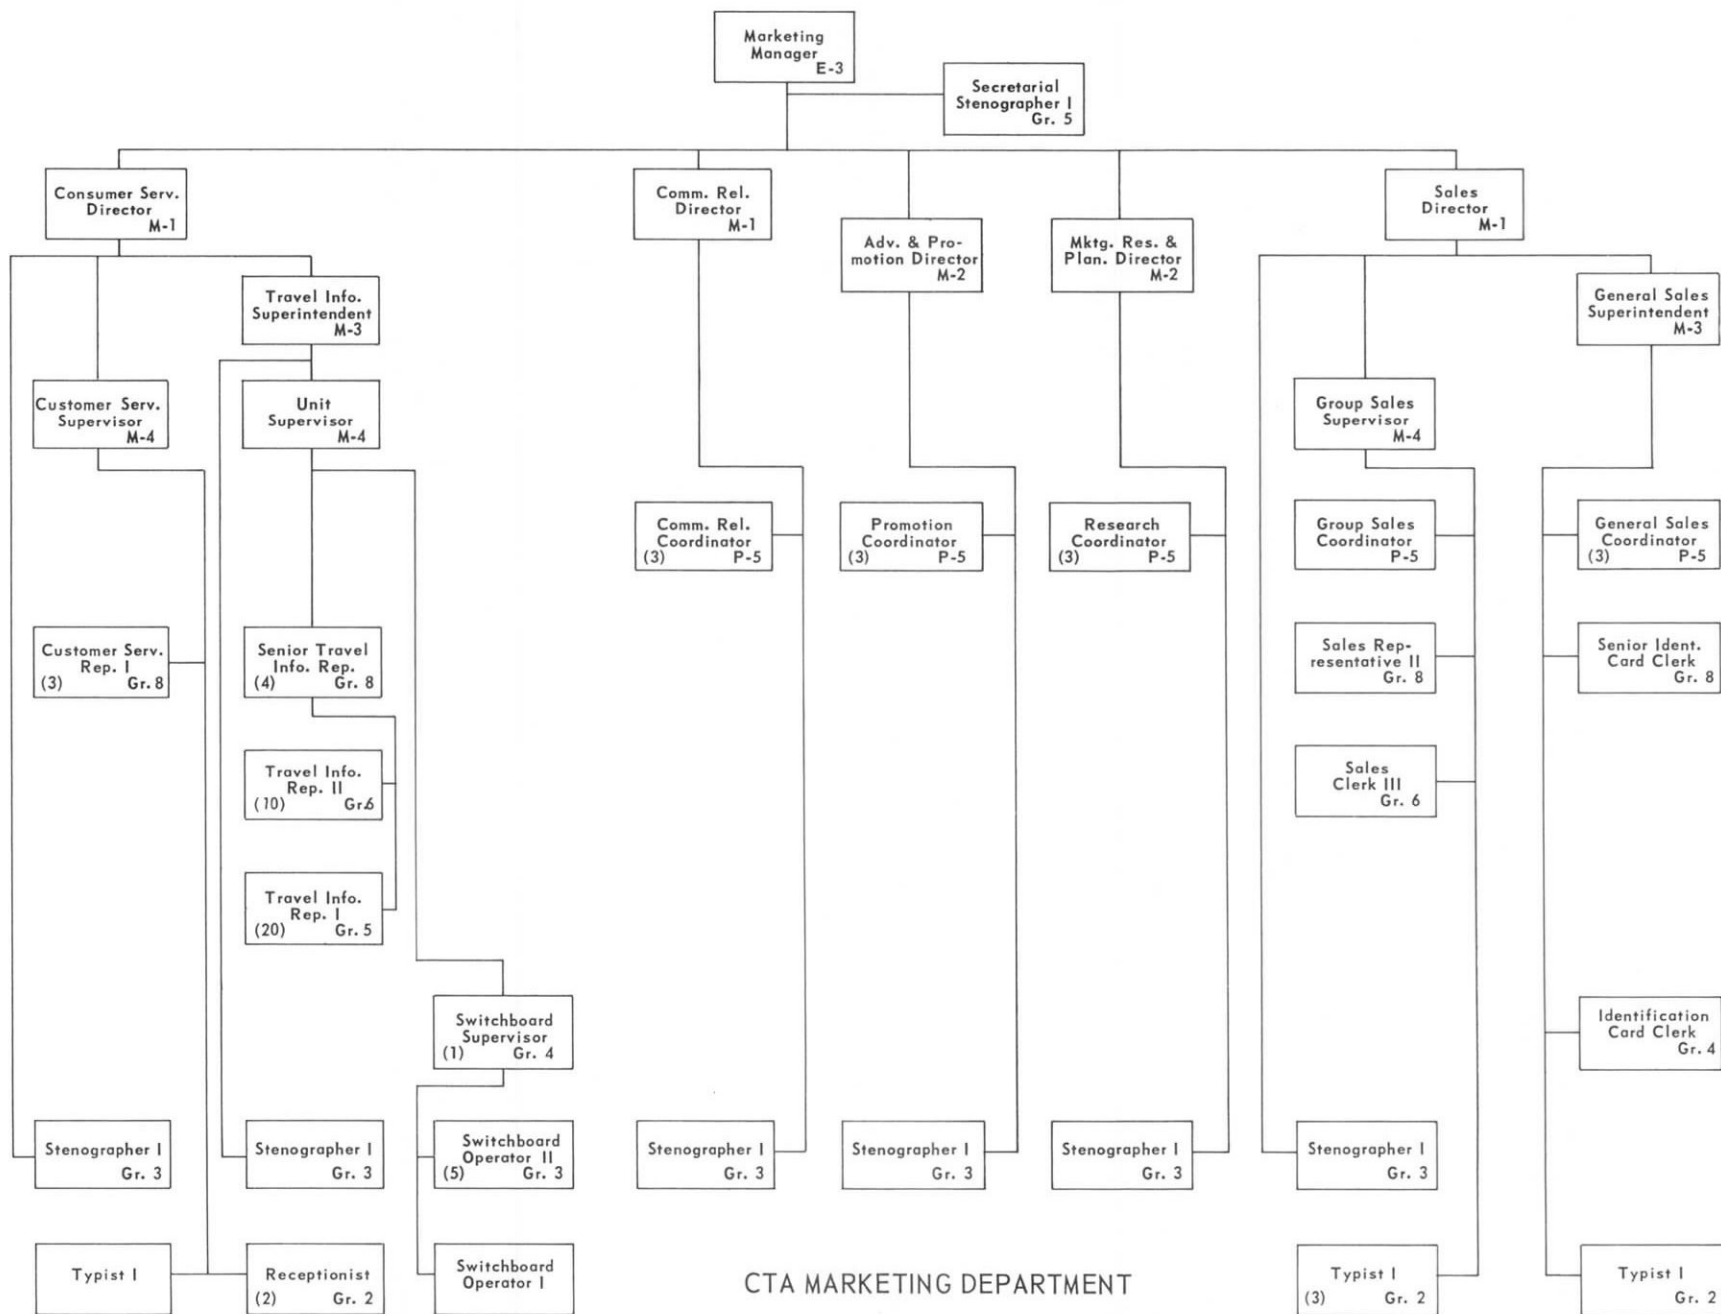 Marketing
Manager
E-3
Secretarial
Stenographer I
Gr. 5
Consumer Serv.
Director
M-1
Comm. Rel.
Director
M-1
Adv. & Pro-
motion Director
M-2
Mktg. Res. &
Plan. Director
M-2
Sales
Director
M-1
Travel Info.
Superintendent
M-3
General Sales
Superintendent
M-3
Customer Serv.
Supervisor
M-4
Unit
Supervisor
M-4
Group Sales
Supervisor
M-4
Comm. Rel.
Coordinator
(3) P-5
Promotion
Coordinator
(3) P-5
Research
Coordinator
(3) P-5
Group Sales
Coordinator
P-5
General Sales
Coordinator
(3) P-5
Customer Serv.
Rep. I
(3) Gr. 8
Senior Travel
Info. Rep.
(4) Gr. 8
Sales Rep-
resentative II
Gr. 8
Senior Ident.
Card Clerk
Gr. 8
Travel Info.
Rep. II
(10) Gr.6
Sales
Clerk III
Gr. 6
Travel Info.
Rep. I
(20) Gr. 5
Switchboard
Supervisor
(1) Gr. 4
Identification
Card Clerk
Gr. 4
Stenographer I
Gr. 3
Stenographer I
Gr. 3
Switchboard
Operator II
(5) Gr. 3
Stenographer I
Gr. 3
Stenographer I
Gr. 3
Stenographer I
Gr. 3
Stenographer I
Gr. 3
Typist I
Receptionist
(2) Gr. 2
Switchboard
Operator I
CTA MARKETING DEPARTMENT
Typist I
(3) Gr. 2
Typist I
Gr. 2